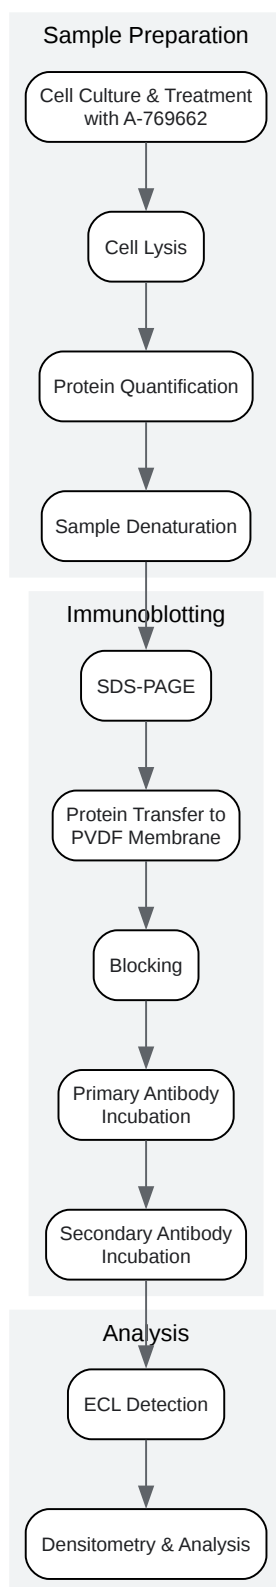 Sample Preparation
Cell Culture & Treatment
with A-769662
Cell Lysis
Protein Quantification
Sample Denaturation
Immunoblotting
SDS-PAGE
Protein Transfer to
PVDF Membrane
Blocking
Primary Antibody
Incubation
Secondary Antibody
Incubation
Analysis
ECL Detection
Densitometry & Analysis